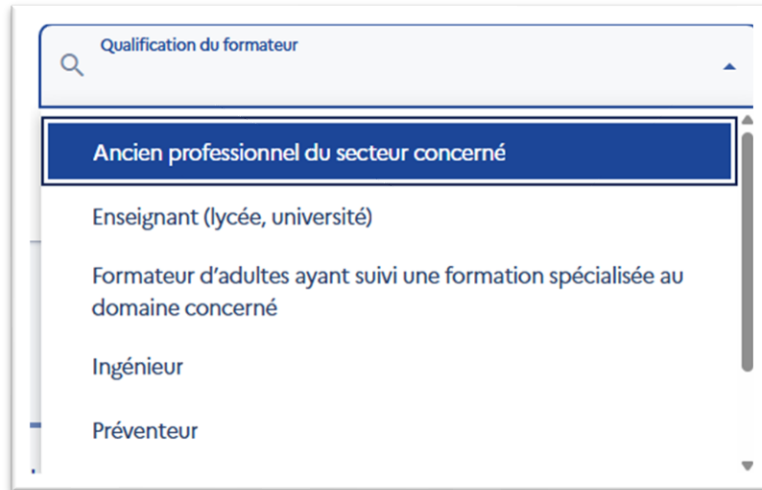 Qualification du formateur
Ancien professionnel du secteur concerné
Enseignant (lycée, université)
Formateur d’adultes ayant suivi une formation spécialisée au
domaine concerné
Ingénieur
Préventeur